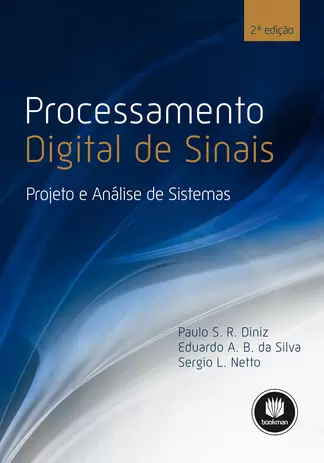 2ª edição
Processamento
Digital de Sinais
Projeto e Análise de Sistemas
Paulo S. R. Diniz
Eduardo A. B. da Silva
Sergio L. Netto
bookman